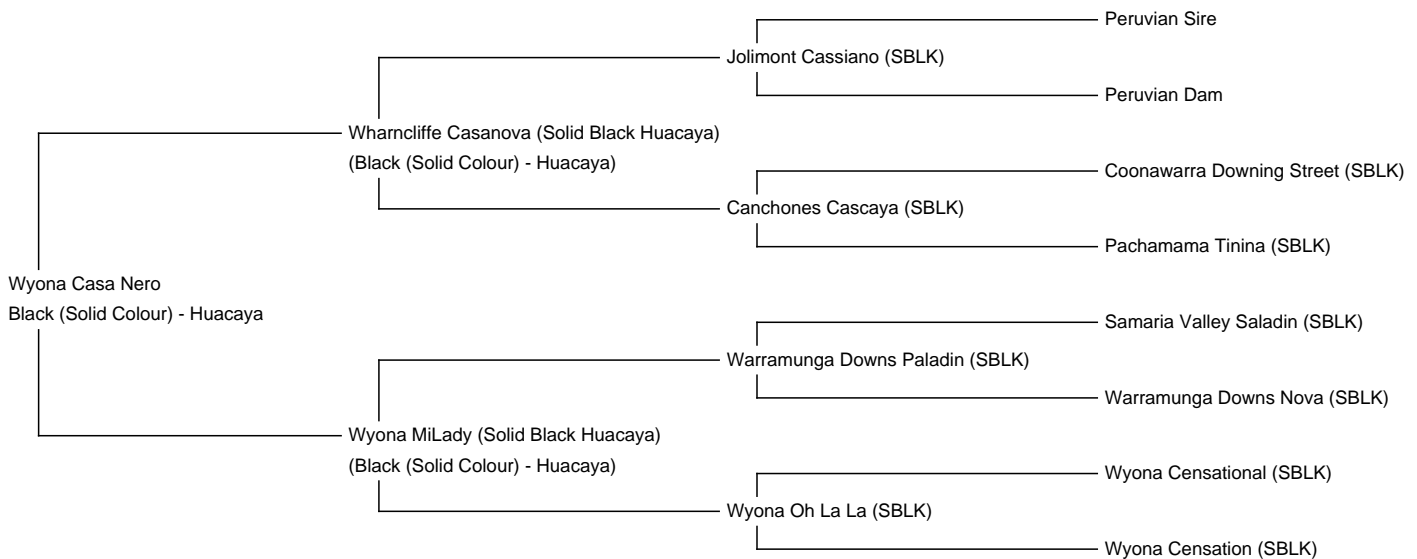 Peruvian Sire
Jolimont Cassiano (SBLK)
Peruvian Dam
Wharncliffe Casanova (Solid Black Huacaya)
(Black (Solid Colour) - Huacaya)
Coonawarra Downing Street (SBLK)
Canchones Cascaya (SBLK)
Pachamama Tinina (SBLK)
Wyona Casa Nero
Black (Solid Colour) - Huacaya
Samaria Valley Saladin (SBLK)
Warramunga Downs Paladin (SBLK)
Warramunga Downs Nova (SBLK)
Wyona MiLady (Solid Black Huacaya)
(Black (Solid Colour) - Huacaya)
Wyona Censational (SBLK)
Wyona Oh La La (SBLK)
Wyona Censation (SBLK)